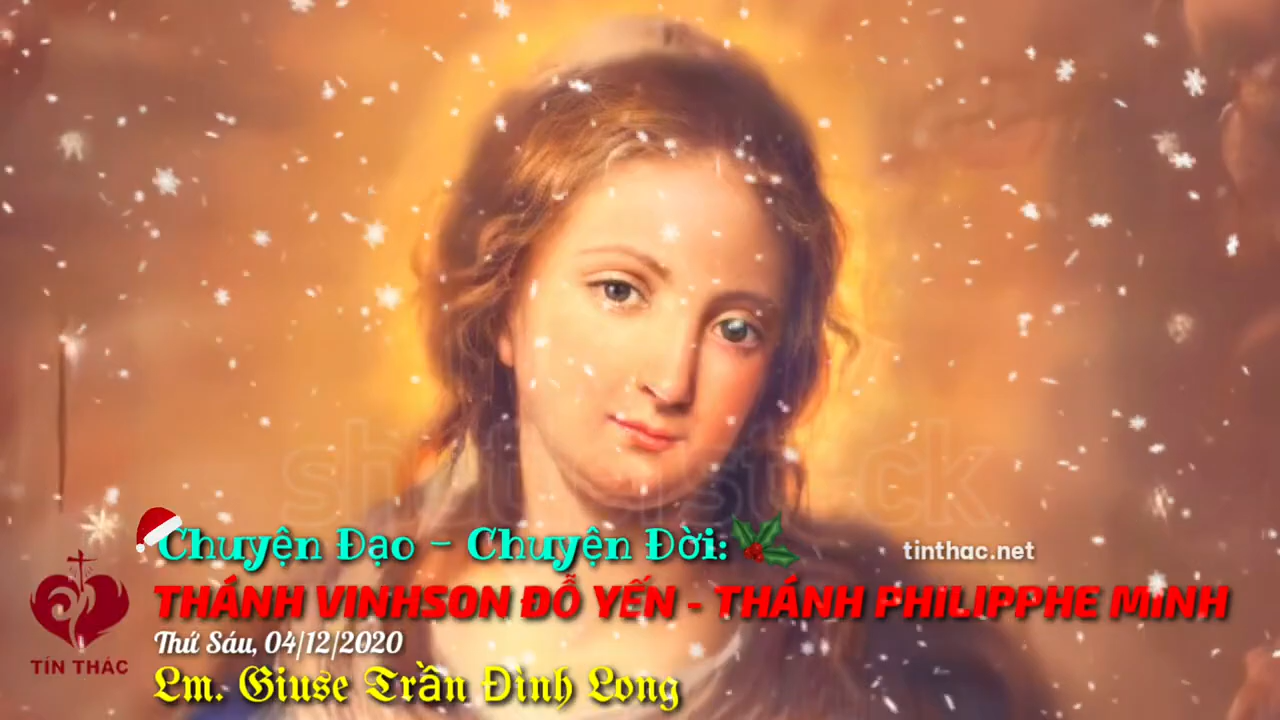 shutterstock
Chuyện Đạo - Chuyện Đời:
tinthac.net
THÁNH VINHSON ĐỖ YẾN - THÁNH PHILIPPHE MINH
Thứ Sáu, 04/12/2020
TÍN THÁC
Lm. Giuse Trần Đình Long